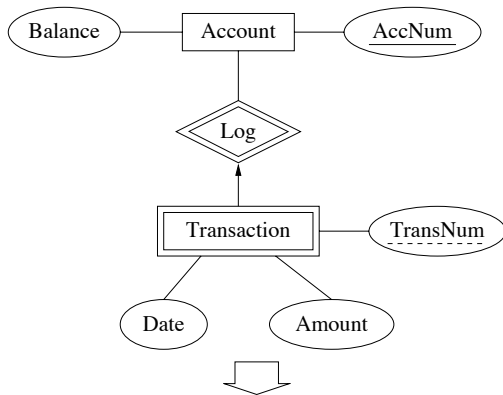 Balance Account AccNum
Log
Transaction TransNum
Date Amount